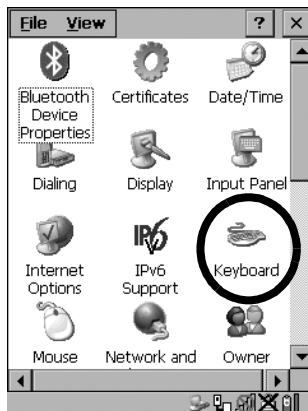 File View ? ×
Bluetooth Device Properties
Certificates
Date/Time
Dialing
Display
Input Panel
Internet Options
IPv6
IPv6 Support
Keyboard
Mouse
Network and
Owner